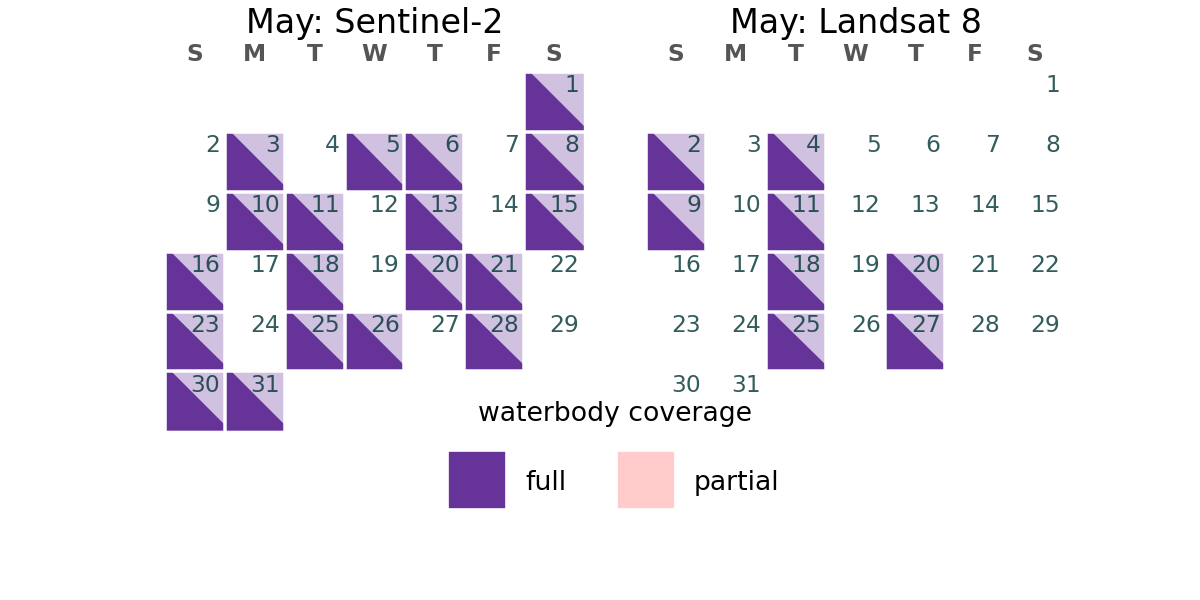 May: Sentinel-2
S M T W T F S
1
2 3 4 5 6 7 8
9 10 11 12 13 14 15
16 17 18 19 20 21 22
23 24 25 26 27 28 29
30 31
May: Landsat 8
S M T W T F S
1
2 3 4 5 6 7 8
9 10 11 12 13 14 15
16 17 18 19 20 21 22
23 24 25 26 27 28 29
30 31
waterbody coverage
full
partial